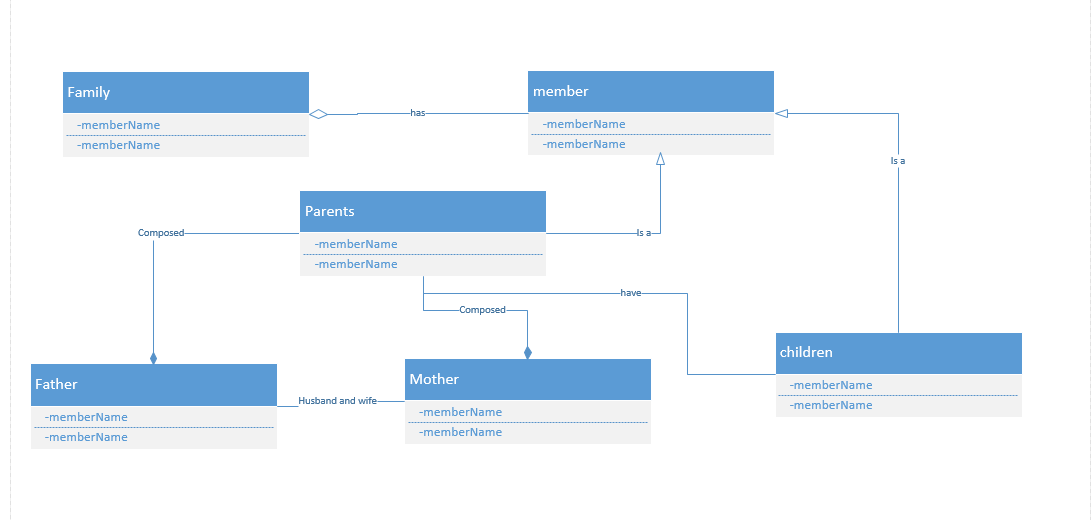 Family
-memberName
-memberName
has
member
-memberName
-memberName
Is a
Parents
-memberName
-memberName
Composed
Is a
have
Composed
children
-memberName
-memberName
Father
-memberName
-memberName
Husband and wife
Mother
-memberName
-memberName